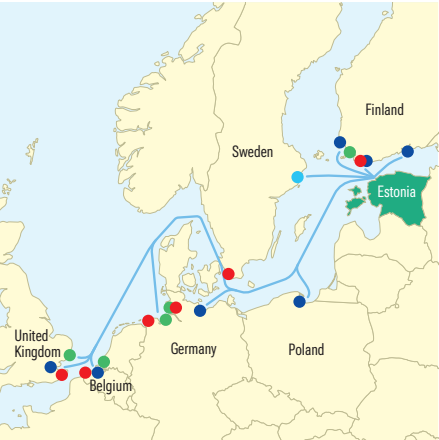 Finland
Sweden
Estonia
United
Kingdom
Germany
Poland
Belgium